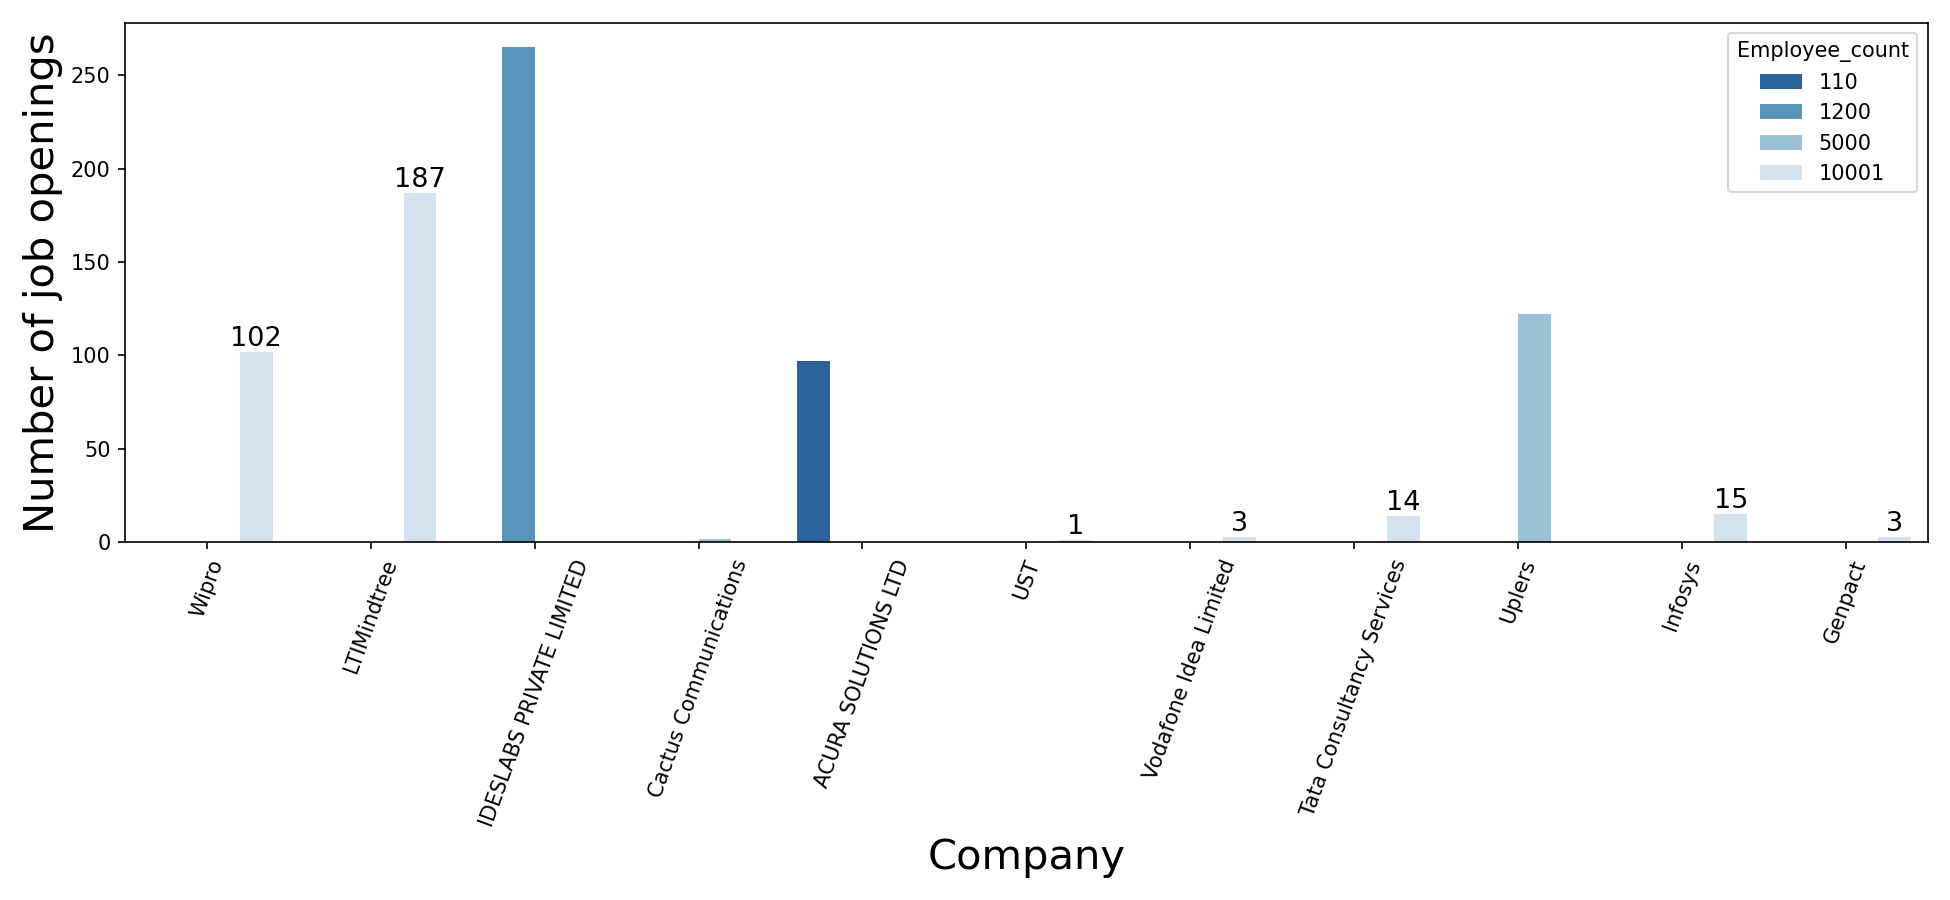 Number of job openings
250
200
150
100
50
0
102
187
1
3
14
15
3
Employee_count
110
1200
5000
10001
Wipro
LTIMindtree
IDESLABS PRIVATE LIMITED
Cactus Communications
ACURA SOLUTIONS LTD
UST
Vodafone Idea Limited
Tata Consultancy Services
Uplers
Infosys
Genpact
Company